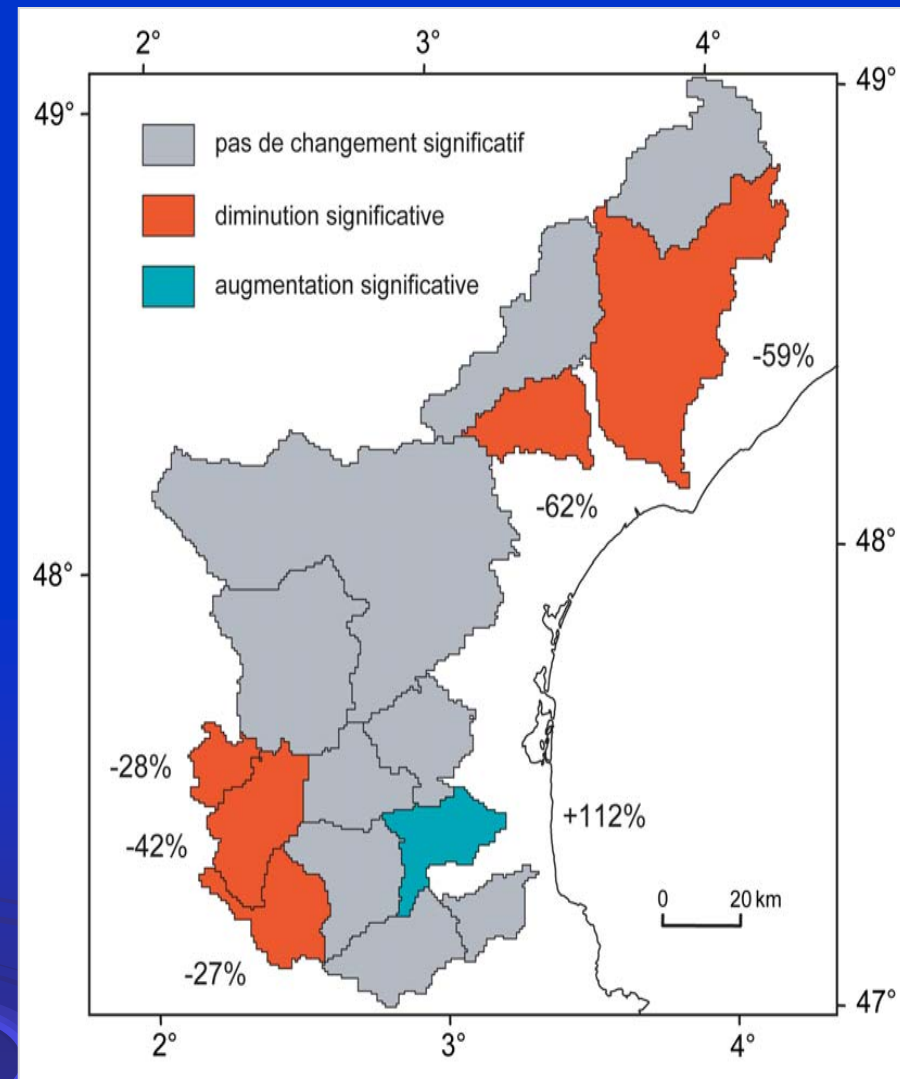 2° 3° 4°
49° 49°
pas de changement significatif
diminution significative
augmentation significative
-59%
-62%
48°
48°
-28%
+112%
-42%
0 20 km
-27%
47°
2° 3° 4°